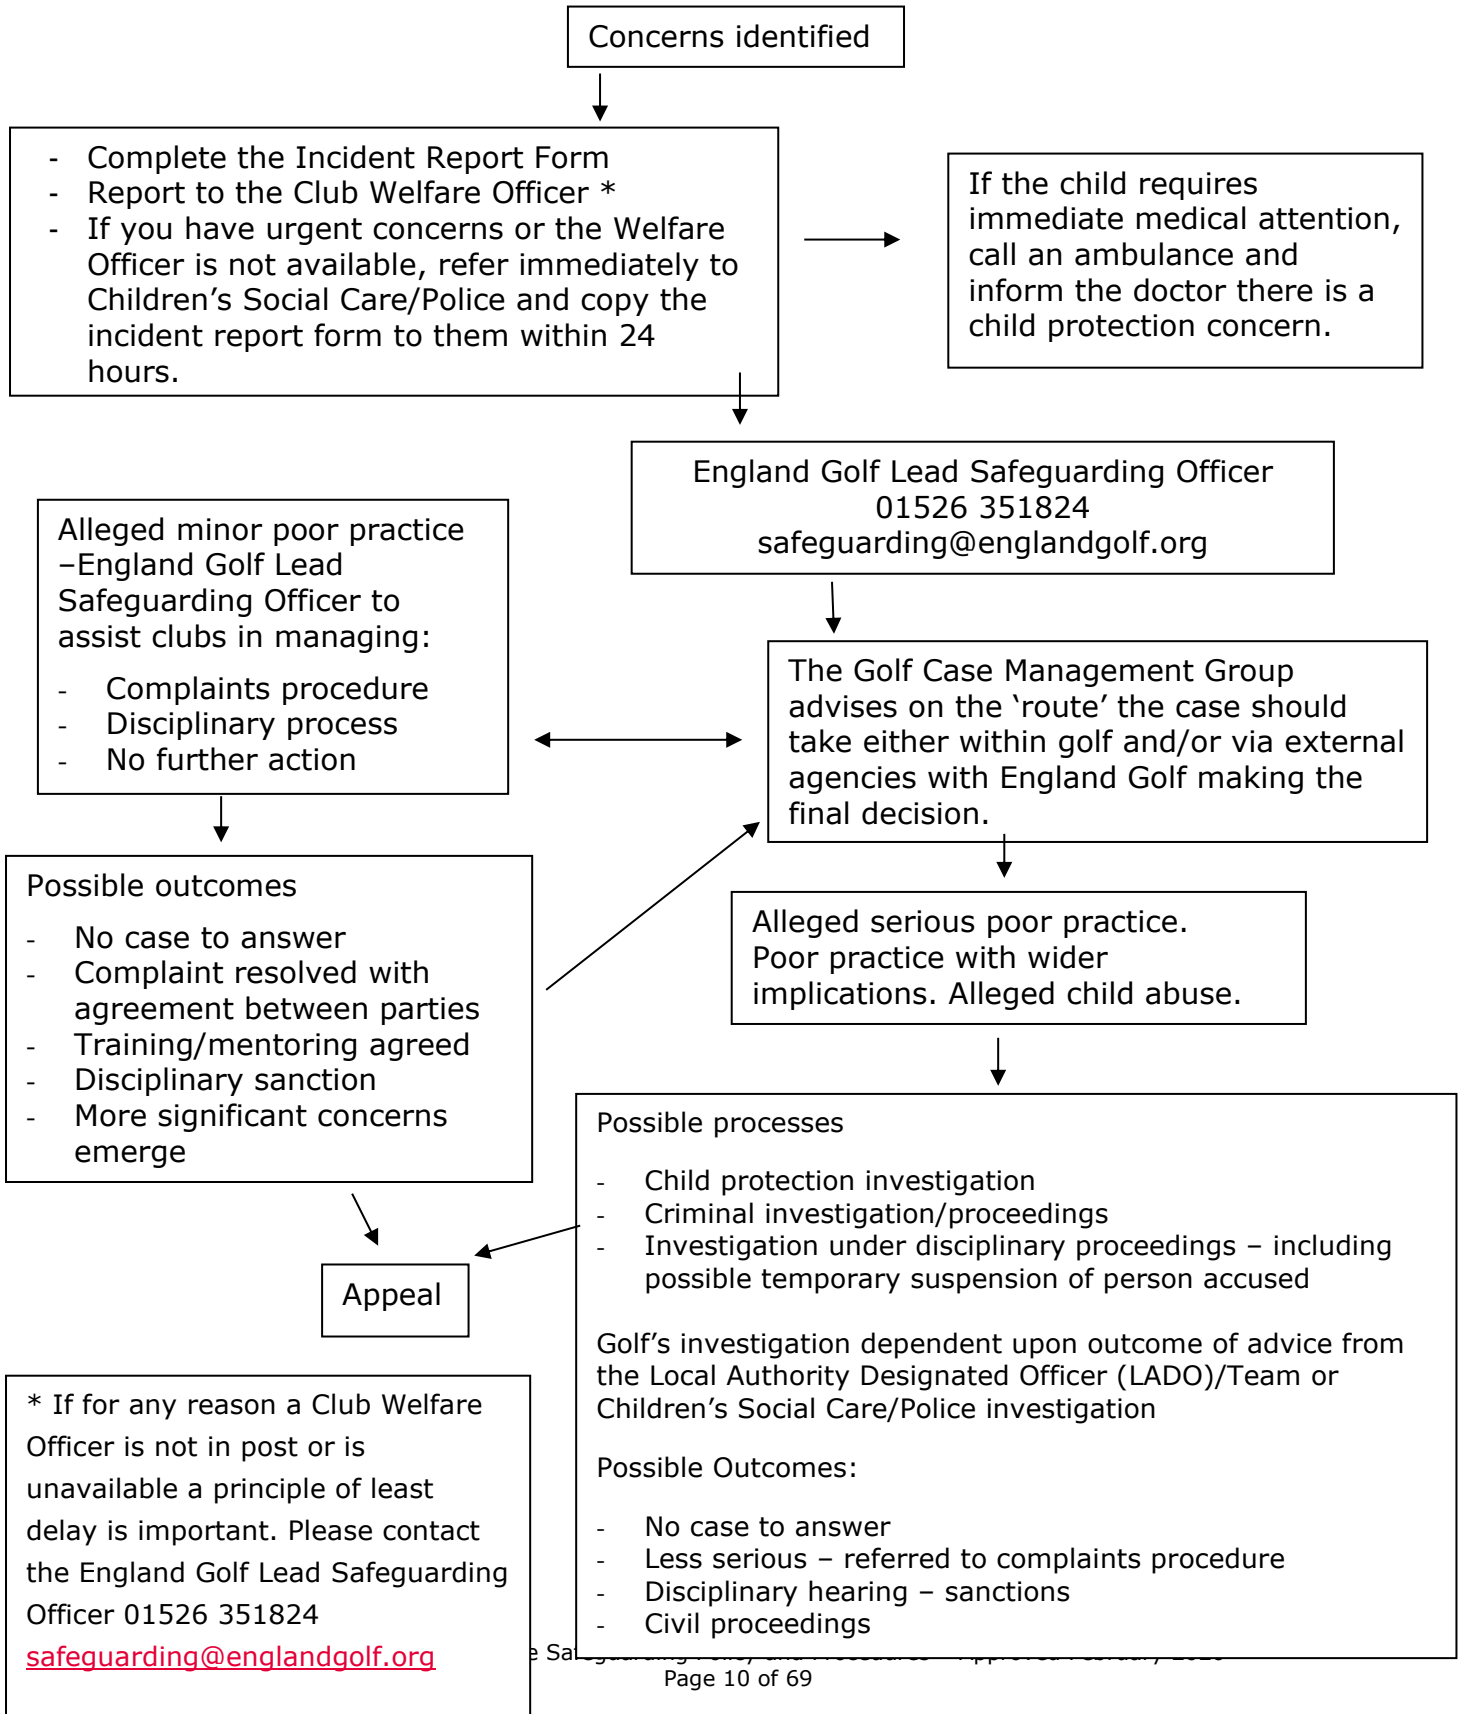 Concerns identified
- Complete the Incident Report Form
- Report to the Club Welfare Officer *
- If you have urgent concerns or the Welfare
Officer is not available, refer immediately to
Children’s Social Care/Police and copy the
incident report form to them within 24
hours.
If the child requires
immediate medical attention,
call an ambulance and
inform the doctor there is a
child protection concern.
England Golf Lead Safeguarding Officer
01526 351824
safeguarding@englandgolf.org
Alleged minor poor practice
–England Golf Lead
Safeguarding Officer to
assist clubs in managing:
- Complaints procedure
- Disciplinary process
- No further action
The Golf Case Management Group
advises on the ‘route’ the case should
take either within golf and/or via external
agencies with England Golf making the
final decision.
Possible outcomes
- No case to answer
- Complaint resolved with
agreement between parties
- Training/mentoring agreed
- Disciplinary sanction
- More significant concerns
emerge
Alleged serious poor practice.
Poor practice with wider
implications. Alleged child abuse.
Possible processes
- Child protection investigation
- Criminal investigation/proceedings
- Investigation under disciplinary proceedings – including
possible temporary suspension of person accused
Golf’s investigation dependent upon outcome of advice from
the Local Authority Designated Officer (LADO)/Team or
Children’s Social Care/Police investigation
Possible Outcomes:
- No case to answer
- Less serious – referred to complaints procedure
- Disciplinary hearing – sanctions
- Civil proceedings
Appeal
* If for any reason a Club Welfare
Officer is not in post or is
unavailable a principle of least
delay is important. Please contact
the England Golf Lead Safeguarding
Officer 01526 351824
safeguarding@englandgolf.org
Page 10 of 69